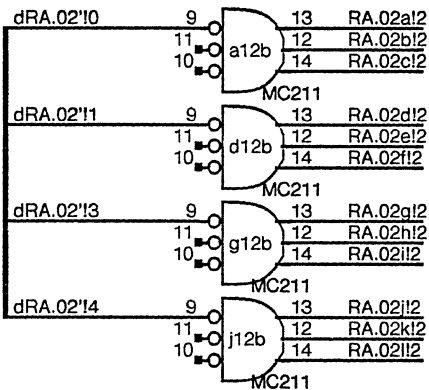 dRA.02'!0 9 13 RA.02a!2
11 a12b 12 RA.02b!2
10 14 RA.02c!2
MC211
dRA.02'!1 9 13 RA.02d!2
11 d12b 12 RA.02e!2
10 14 RA.02f!2
MC211
dRA.02'!3 9 13 RA.02g!2
11 g12b 12 RA.02h!2
10 14 RA.02i!2
MC211
dRA.02'!4 9 13 RA.02j!2
11 j12b 12 RA.02k!2
10 14 RA.02l!2
MC211